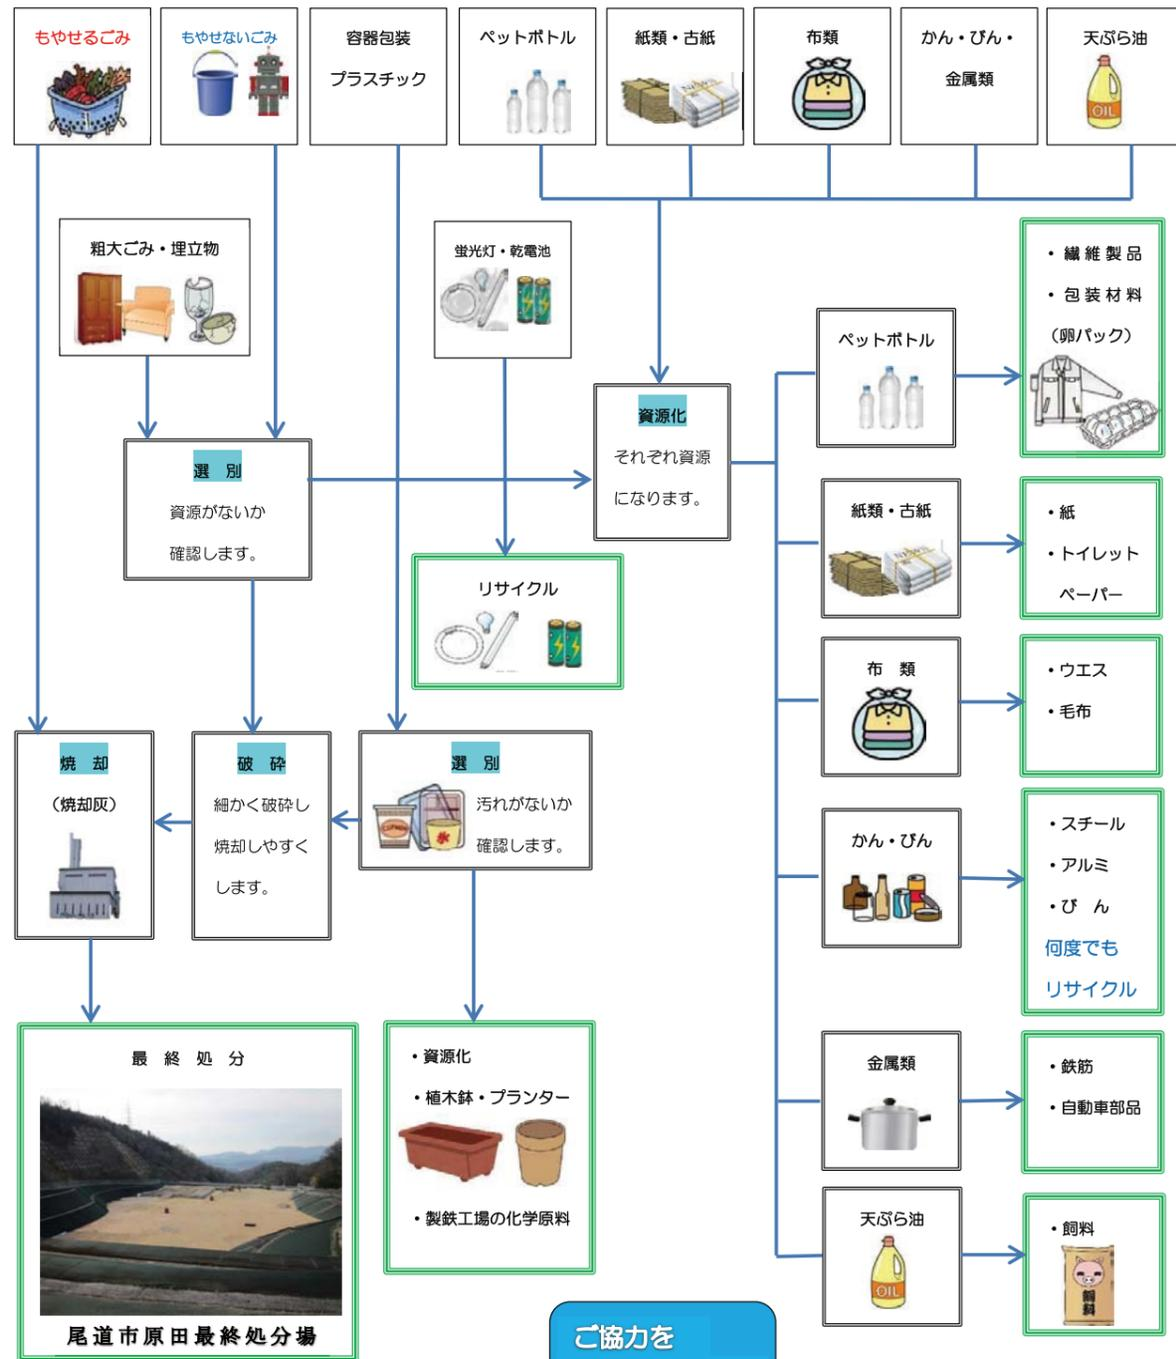 もやせるごみ
もやせないごみ
容器包装
プラスチック
ペットボトル
紙類・古紙
布類
かん・びん・
金属類
天ぷら油
OIL
粗大ごみ・埋立物
蛍光灯・乾電池
選 別
資源がないか
確認します。
資源化
それぞれ資源
になります。
リサイクル
焼 却
（焼却灰）
破 砕
細かく破砕し
焼却しやすく
します。
選 別
汚れがないか
確認します。
氷
最 終 処 分
尾道市原田最終処分場
・資源化
・植木鉢・プランター
・製鉄工場の化学原料
ペットボトル
・繊維製品
・包装材料
（卵パック）
紙類・古紙
・紙
・トイレット
ペーパー
布 類
・ウエス
・毛布
かん・びん
・スチール
・アルミ
・び ん
何度でも
リサイクル
金属類
・鉄筋
・自動車部品
天ぷら油
OIL
・飼料
飼料
ご協力を